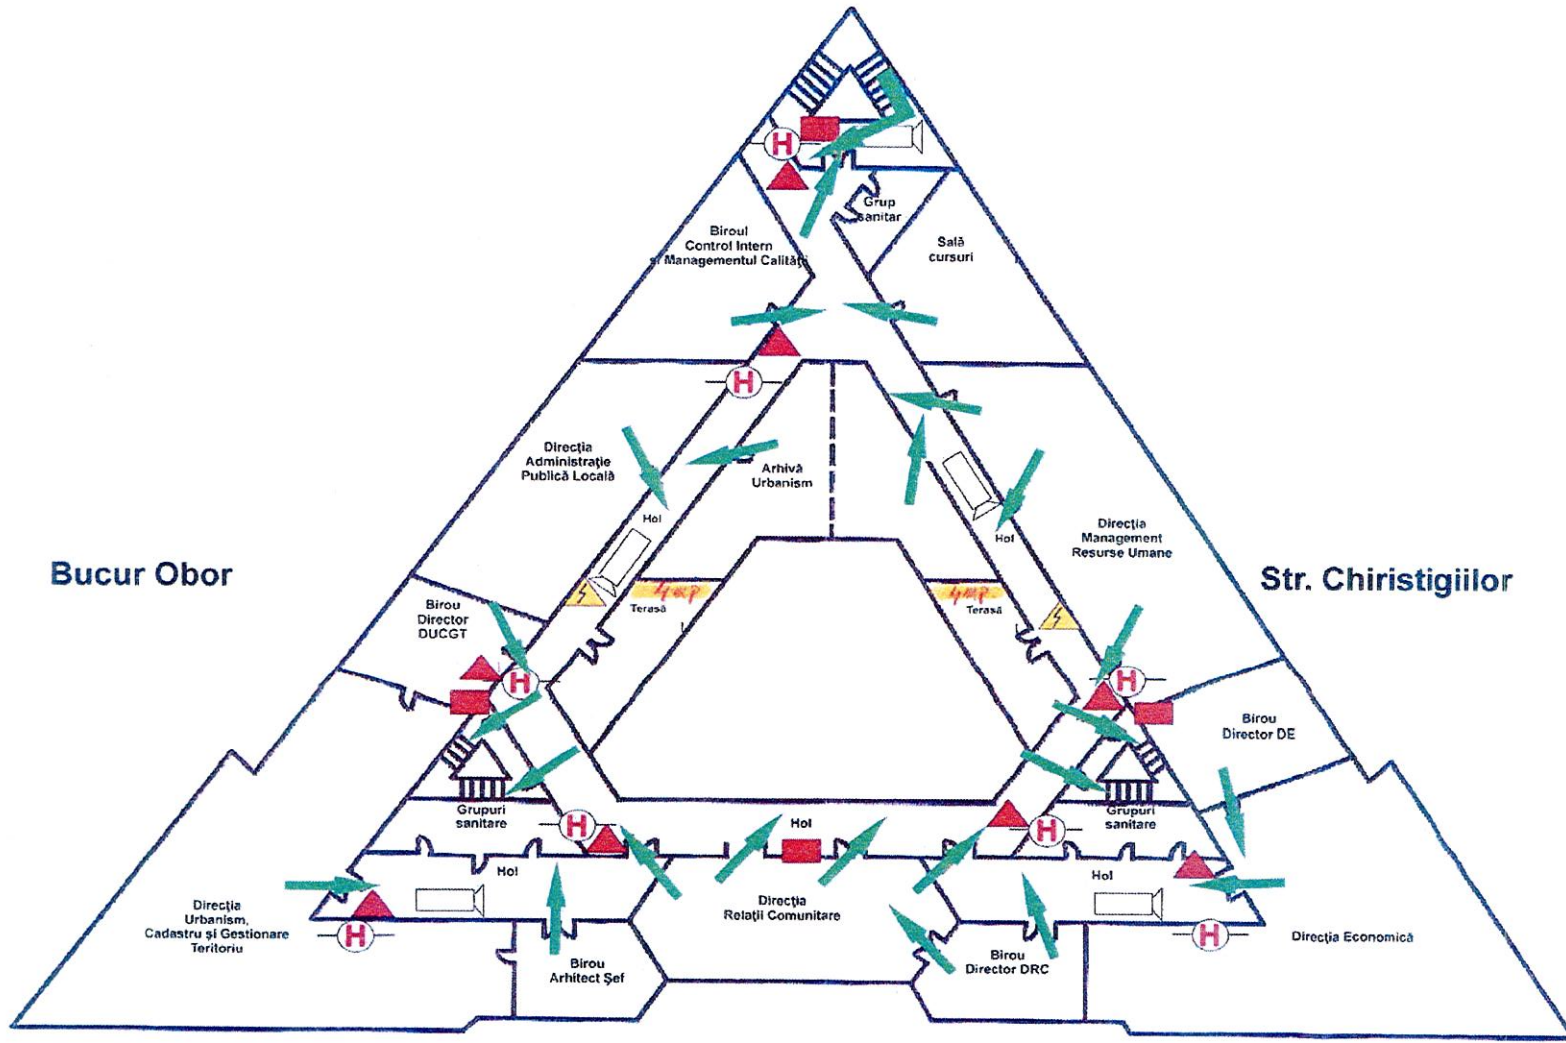 H
Grup
sanitar
Biroul
Control Intern
și Managementul Calității
Sală
cursuri
H
Direcția
Administrație
Publică Locală
Arhivă
Urbanism
Hol
Hol
Direcția
Management
Resurse Umane
Bucur Obor
Str. Chiristigiilor
4mp
Terasă
4mp.
Terasă
Birou
Director
DUCGT
H
H
Birou
Director DE
Grupuri
sanitare
Grupuri
sanitare
H
Hol
H
Hol
Hol
Direcția
Urbanism,
Cadastru și Gestionare
Teritoriu
Direcția
Relații Comunitare
H
H
Direcția Economică
Birou
Arhitect Șef
Birou
Director DRC